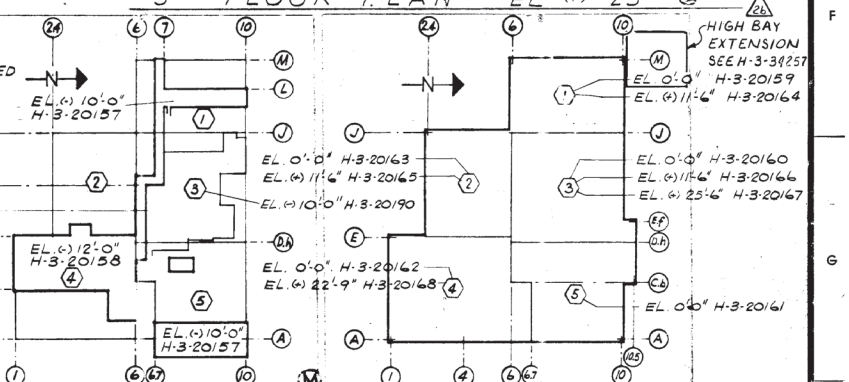 FLOOR PLAN EL (+) 25'-6
26
HIGH BAY
EXTENSION
SEE H-3-34257
F
G
24
6
7
10
N
EL. (-) 10'-0"
H-3-20157
M
L
J
D.h
A
1
2
3
EL. (-) 10'-0" H-3-20190
EL. (-) 12'-0"
H-3-20158
4
5
EL. (-) 10'-0"
H-3-20157
1
6
6.7
10
M
24
6
10
N
M
J
E.f
D.h
C.b
A
J
E
A
1
EL. 0'-0" H-3-20159
EL. (+) 11'-6" H-3-20164
EL. 0'-0" H-3-20163
EL. (+) 11'-6" H-3-20165
2
3
EL. 0'-0" H-3-20160
EL. (+) 11'-6" H-3-20166
EL. (+) 25'-6" H-3-20167
EL. 0'-0" H-3-20162
EL. (+) 22'-9" H-3-20168
4
5
EL. 0'-0" H-3-20161
1
4
6
6.7
10
10.5